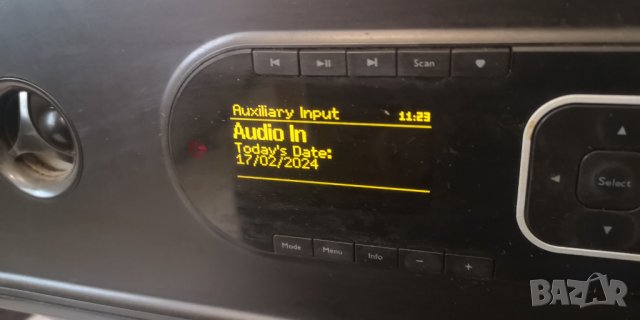 Scan
Auxiliary Input 11:23
Audio In
Today's Date:
17/02/2024
Select
Mode Menu Info - +
BAZAR